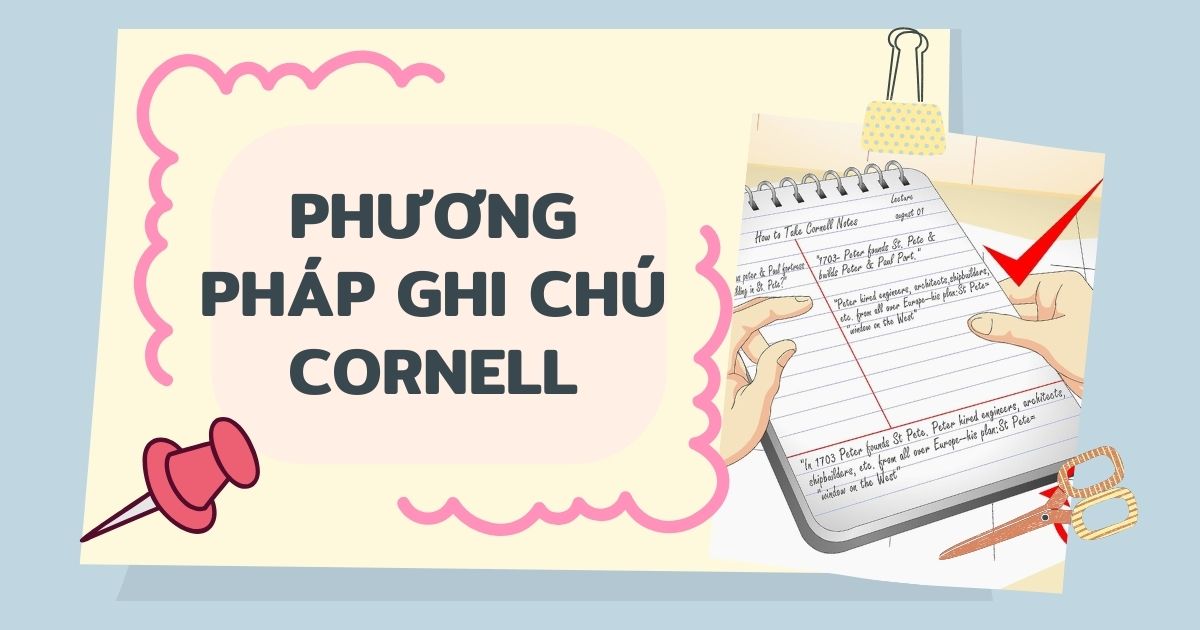 PHƯƠNG
PHÁP GHI CHÚ
CORNELL
Lecture
august 01
How to Take Cornell Notes
peter & Paul fortress
in St. Pete?"
"1703- Peter founds St. Pete &
builds Peter & Paul Port."
"Peter hired engineers, architects,shipbuilders,
etc. from all over Europe—his plan:St Pete=
"window on the West"
"In 1703 Peter founds St Pete. Peter hired engineers, architects,
shipbuilders, etc. from all over Europe—his plan:St Pete=
"window on the West"